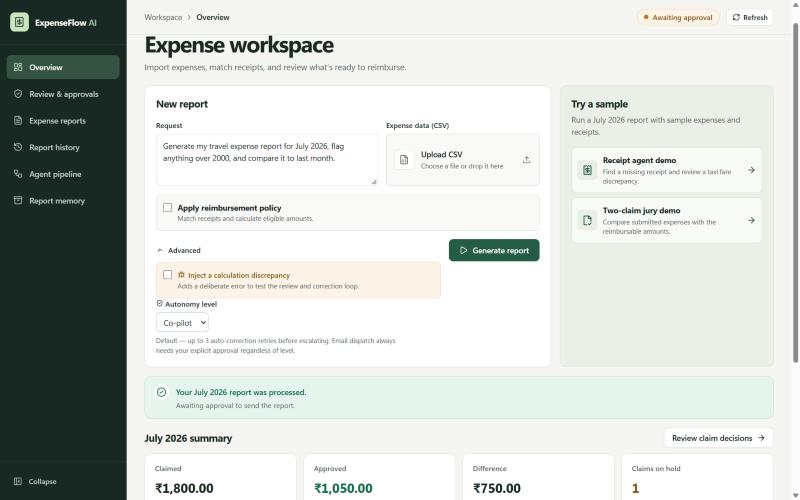 ExpenseFlow AI
Overview
Review & approvals
Expense reports
Report history
Agent pipeline
Report memory
Collapse
Workspace > Overview
Awaiting approval
Refresh
Expense workspace
Import expenses, match receipts, and review what's ready to reimburse.
New report
Request
Generate my travel expense report for July 2026, flag
anything over 2000, and compare it to last month.
Expense data (CSV)
Upload CSV
Choose a file or drop it here
Apply reimbursement policy
Match receipts and calculate eligible amounts.
Advanced
Generate report
Inject a calculation discrepancy
Adds a deliberate error to test the review and correction loop.
Autonomy level
Co-pilot
Default — up to 3 auto-correction retries before escalating. Email dispatch always
needs your explicit approval regardless of level.
Try a sample
Run a July 2026 report with sample expenses and
receipts.
Receipt agent demo
Find a missing receipt and review a taxi fare
discrepancy.
Two-claim jury demo
Compare submitted expenses with the
reimbursable amounts.
Your July 2026 report was processed.
Awaiting approval to send the report.
July 2026 summary
Review claim decisions
Claimed
₹1,800.00
Approved
₹1,050.00
Difference
₹750.00
Claims on hold
1